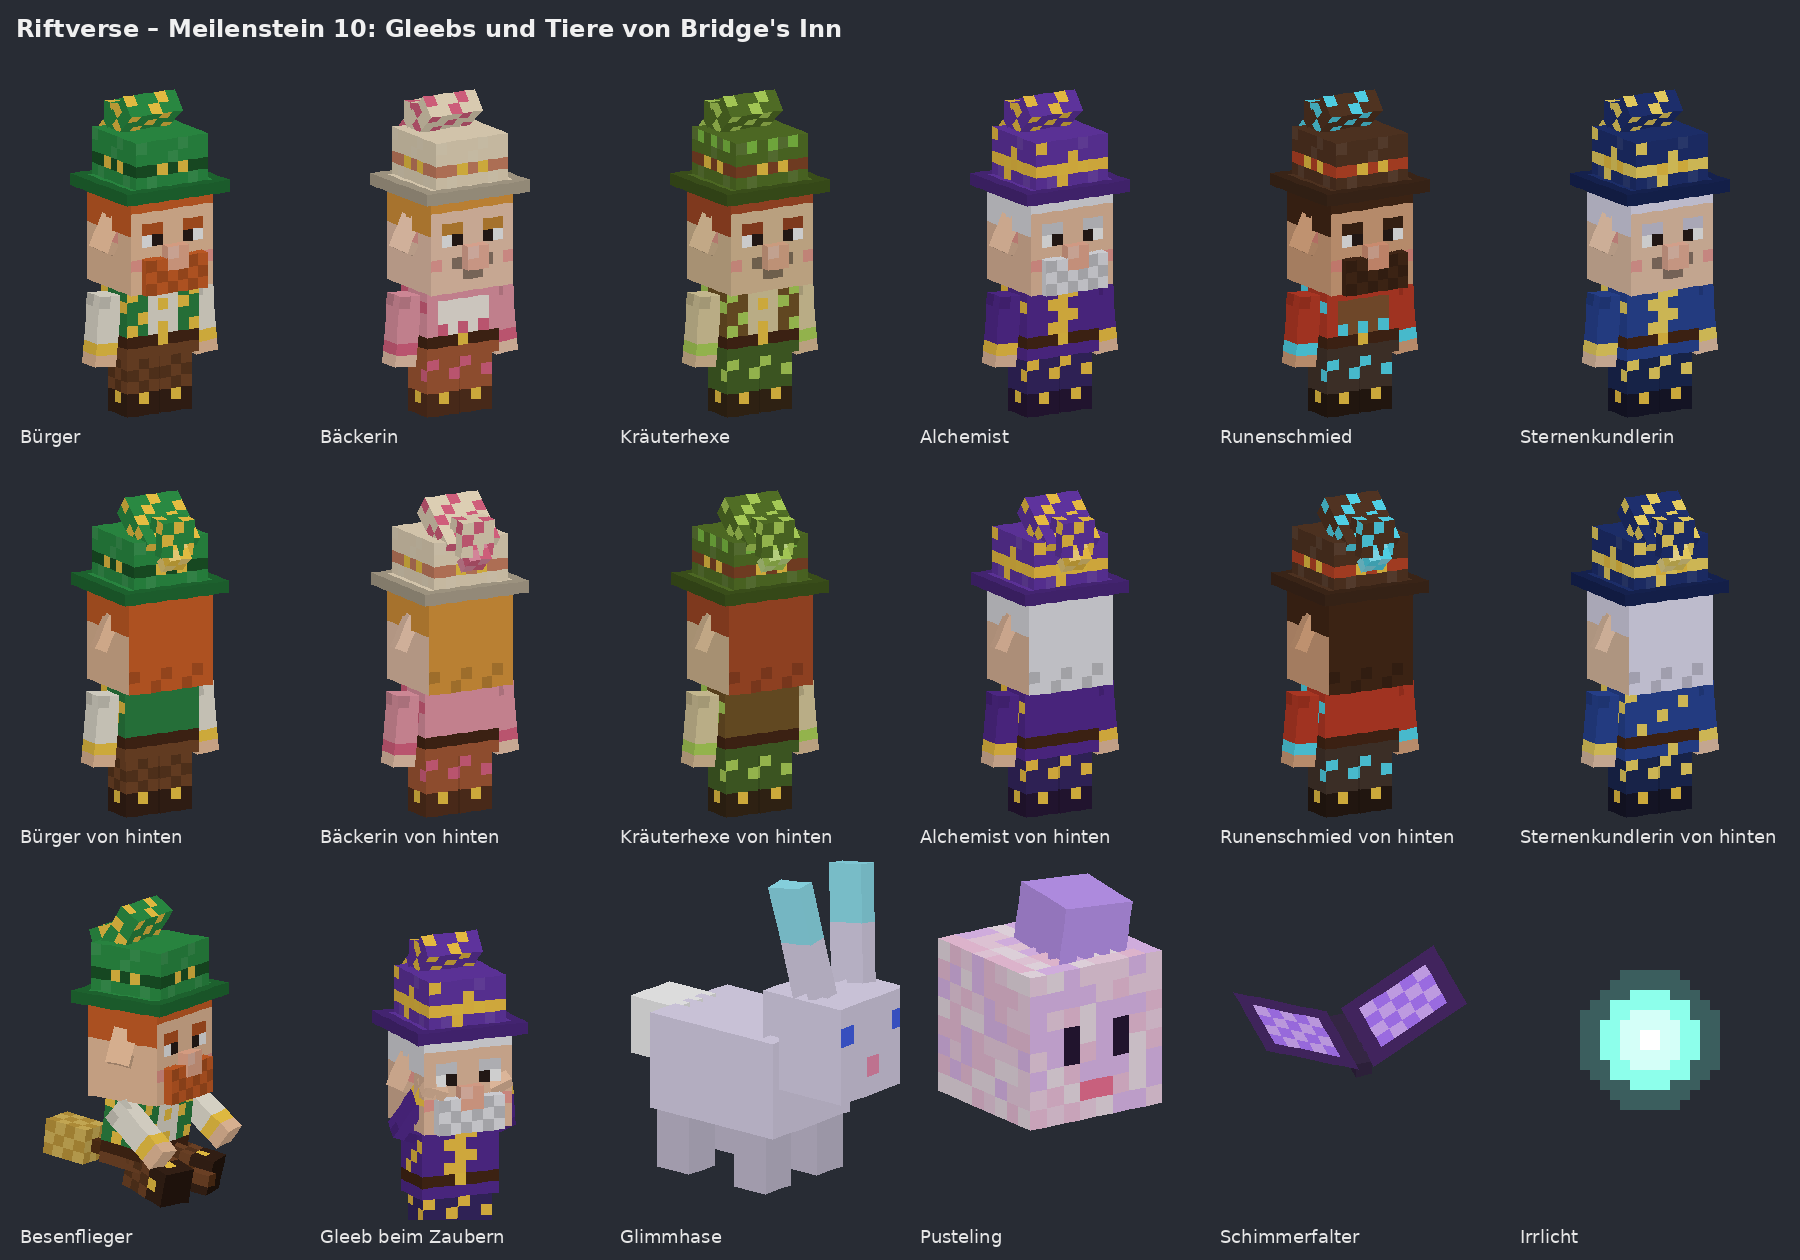 Riftverse – Meilenstein 10: Gleebs und Tiere von Bridge's Inn
Bürger
Bäckerin
Kräuterhexe
Alchemist
Runenschmied
Sternenkundlerin
Bürger von hinten
Bäckerin von hinten
Kräuterhexe von hinten
Alchemist von hinten
Runenschmied von hinten
Sternenkundlerin von hinten
Besenflieger
Gleeb beim Zaubern
Glimmhase
Pusteling
Schimmerfalter
Irrlicht